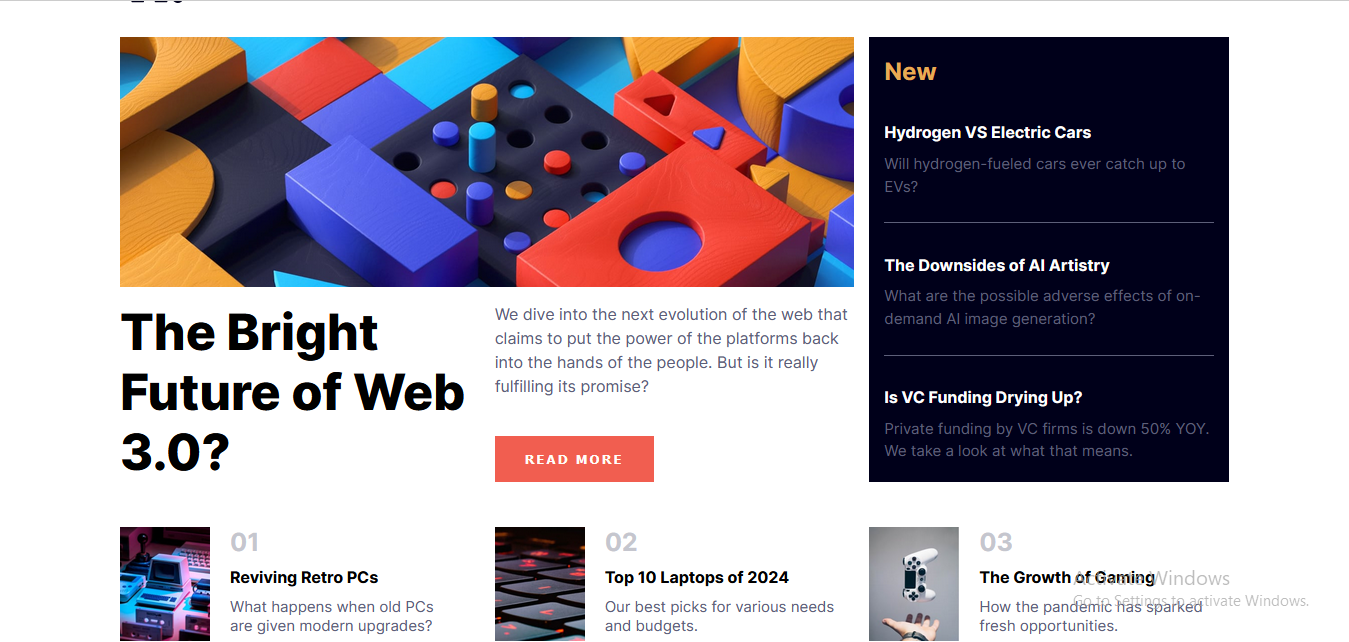 New
Hydrogen VS Electric Cars
Will hydrogen-fueled cars ever catch up to
EVs?
The Downsides of AI Artistry
What are the possible adverse effects of on-
demand AI image generation?
Is VC Funding Drying Up?
Private funding by VC firms is down 50% YOY.
We take a look at what that means.
The Bright
Future of Web
3.0?
We dive into the next evolution of the web that
claims to put the power of the platforms back
into the hands of the people. But is it really
fulfilling its promise?
READ MORE
01
Reviving Retro PCs
What happens when old PCs
are given modern upgrades?
02
Top 10 Laptops of 2024
Our best picks for various needs
and budgets.
03
The Growth of Gaming
How the pandemic has sparked
fresh opportunities.
Activate Windows
Go to Settings to activate Windows.